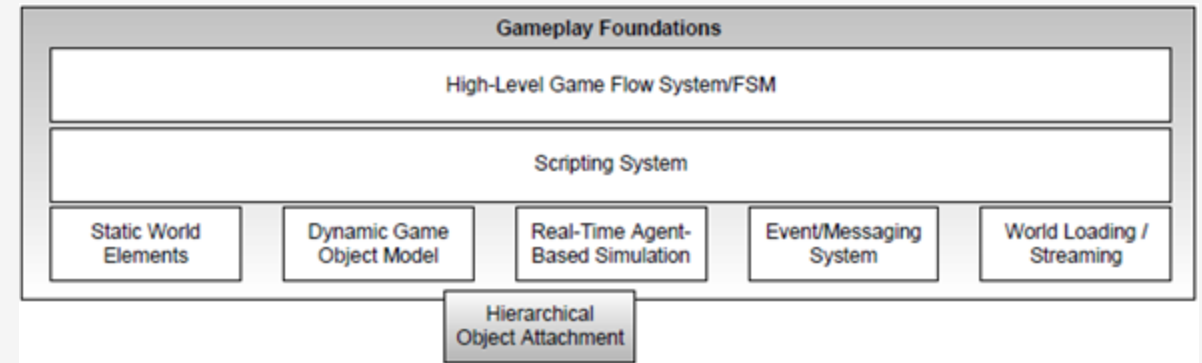 Gameplay Foundations
High-Level Game Flow System/FSM
Scripting System
Static World
Elements
Dynamic Game
Object Model
Real-Time Agent-
Based Simulation
Event/Messaging
System
World Loading /
Streaming
Hierarchical
Object Attachment